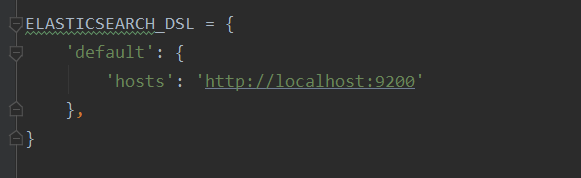 ELASTICSEARCH_DSL = {
    'default': {
        'hosts': 'http://localhost:9200'
    },
}